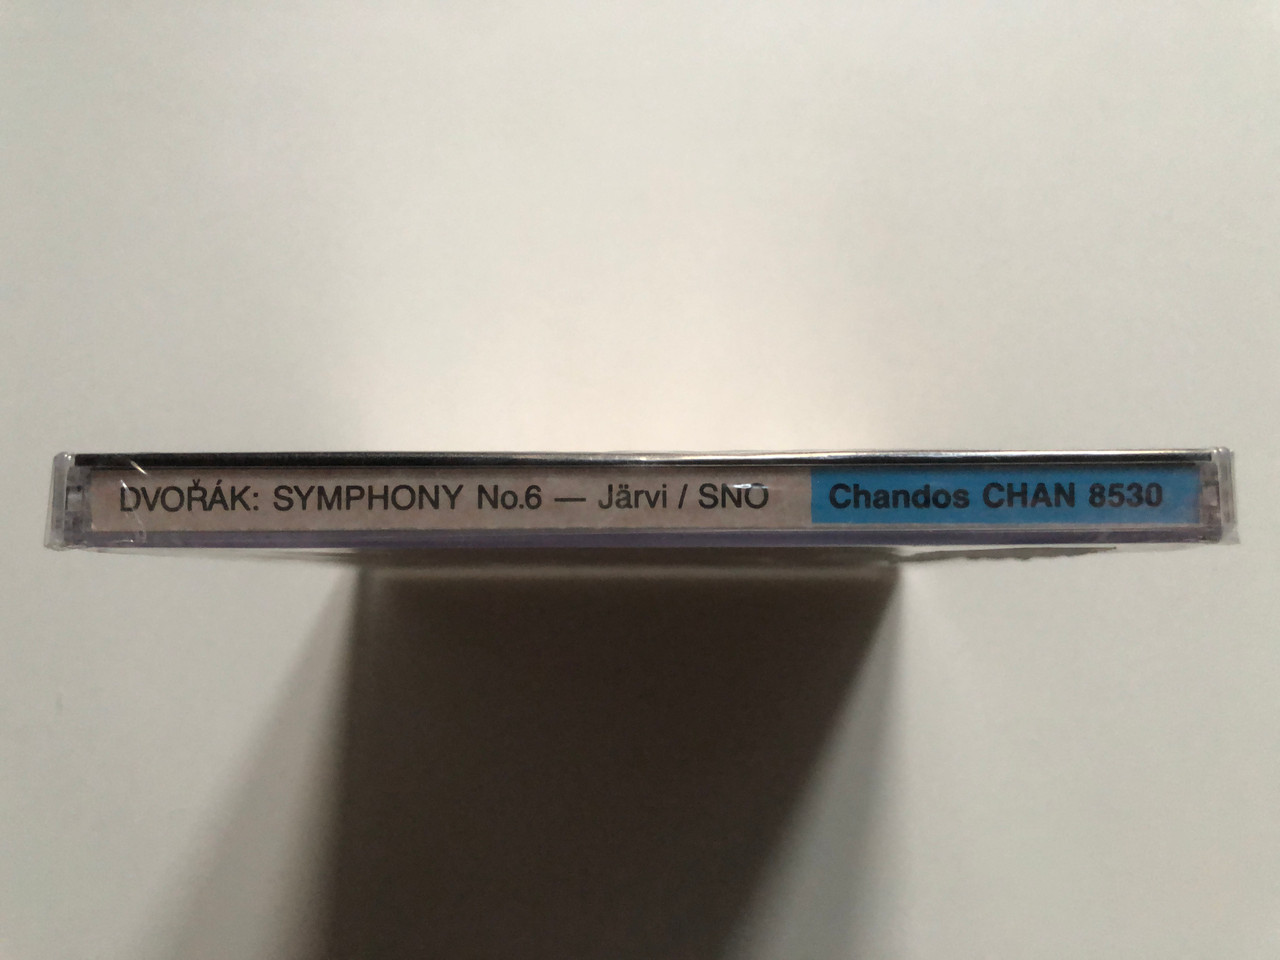 DVOŘÁK: SYMPHONY No.6 — Järvi / SNO Chandos CHAN 8530